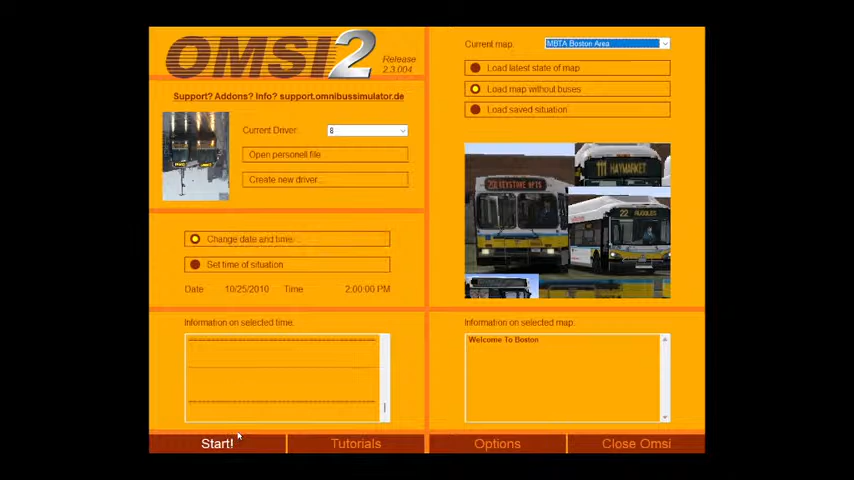 OMSI 2
Release
2.3.004
Support? Addons? Info? support.omnibussimulator.de
Current Driver:
8
Open personell file
Create new driver...
Change date and time...
Set time of situation
Date 10/25/2010 Time 2:00:00 PM
Information on selected time:
Start!
Tutorials
Current map:
MBTA Boston Area
Load latest state of map
Load map without buses
Load saved situation
111 HAYMARKET
22 RUGGLES
Information on selected map:
Welcome To Boston
Options
Close Omsi